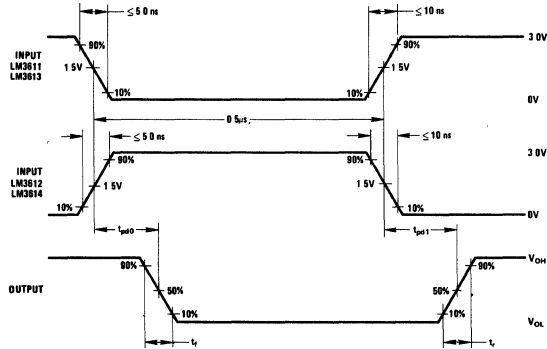 ≤ 5 0 ns
≤ 10 ns
90%
90%
3 0V
INPUT
LM3611
LM3613
1 5V
1 5V
10%
10%
0V
0 5μs
≤ 5 0 ns
≤ 10 ns
90%
90%
3 0V
INPUT
LM3612
LM3614
1 5V
1 5V
10%
10%
0V
tpd0
tpd1
90%
90%
VOH
OUTPUT
50%
50%
10%
10%
VOL
tf
tr